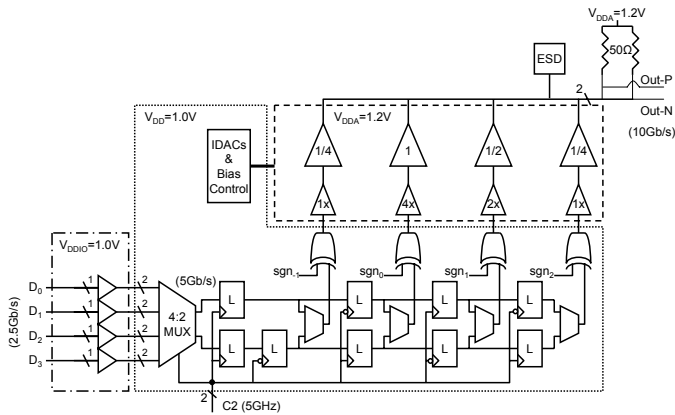 V_DDA=1.2V
50Ω
ESD
Out-P
2
Out-N
(10Gb/s)
V_DD=1.0V
V_DDA=1.2V
IDACs
&
Bias
Control
1/4
1
1/2
1/4
1x
4x
2x
1x
V_DDIO=1.0V
sgn_-1
sgn_0
sgn_1
sgn_2
(2.5Gb/s)
D_0
1
2
(5Gb/s)
L
L
L
L
D_1
1
2
4:2
MUX
D_2
1
2
L
L
L
L
L
D_3
1
2
2
C2 (5GHz)